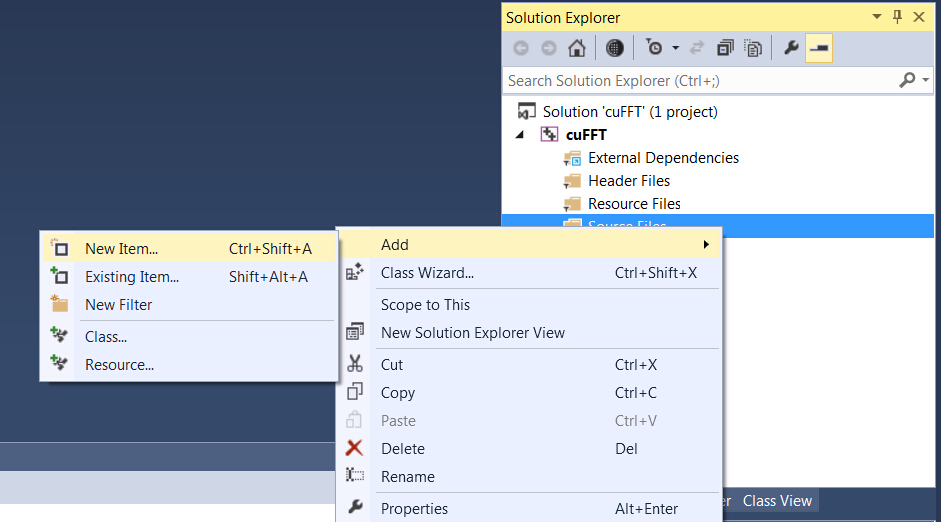 Solution Explorer
Search Solution Explorer (Ctrl+;)
Solution 'cuFFT' (1 project)
cuFFT
External Dependencies
Header Files
Resource Files
Source Files
New Item... Ctrl+Shift+A
Existing Item... Shift+Alt+A
New Filter
Class...
Resource...
Add
Class Wizard... Ctrl+Shift+X
Scope to This
New Solution Explorer View
Cut Ctrl+X
Copy Ctrl+C
Paste Ctrl+V
Delete Del
Rename
Properties Alt+Enter
Class View